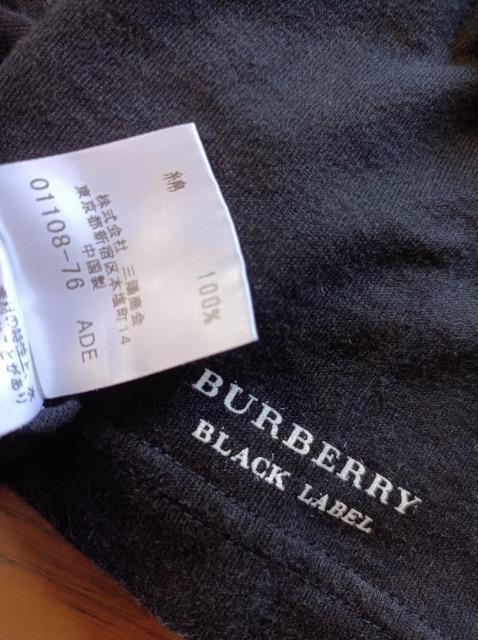 綿 100%
株式会社 三陽商会
東京都新宿区本塩町14
中国製
01108-76 ADE
BURBERRY
BLACK LABEL